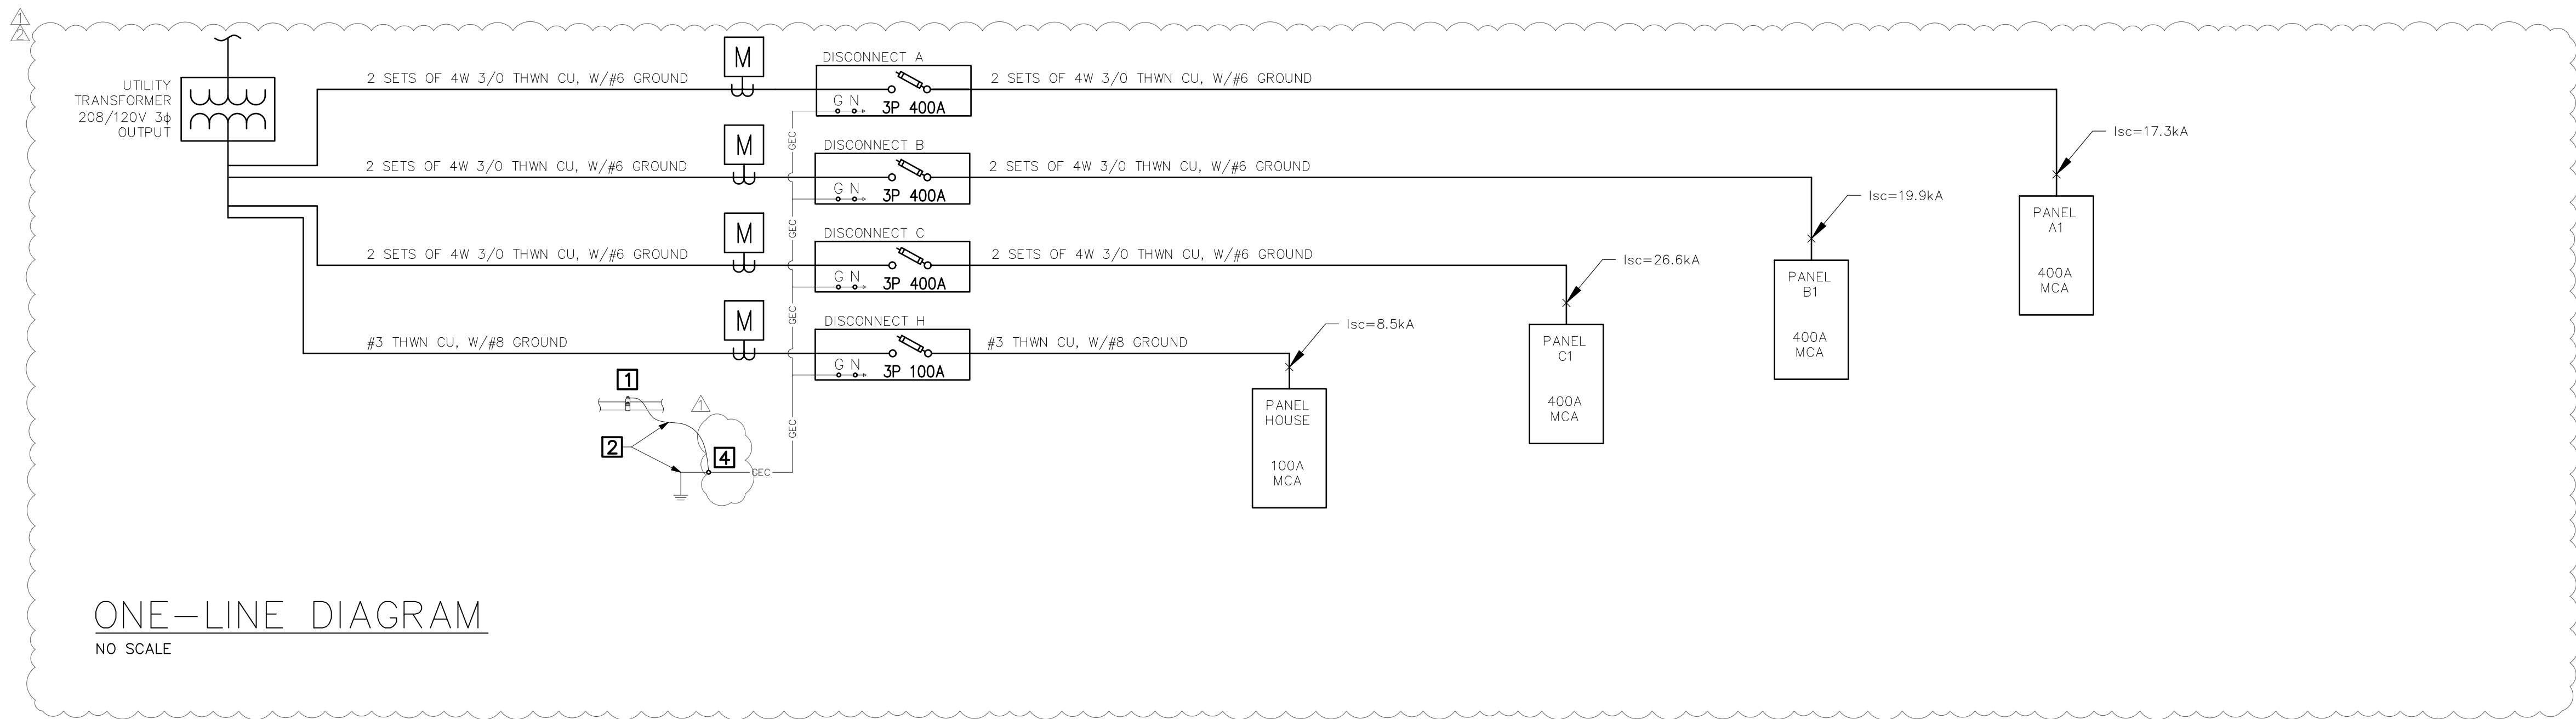 1
2
UTILITY
TRANSFORMER
208/120V 3ϕ
OUTPUT
2 SETS OF 4W 3/0 THWN CU, W/#6 GROUND
M
DISCONNECT A
G N
3P 400A
2 SETS OF 4W 3/0 THWN CU, W/#6 GROUND
Isc=17.3kA
PANEL
A1
400A
MCA
GEC
2 SETS OF 4W 3/0 THWN CU, W/#6 GROUND
M
DISCONNECT B
G N
3P 400A
2 SETS OF 4W 3/0 THWN CU, W/#6 GROUND
Isc=19.9kA
PANEL
B1
400A
MCA
GEC
2 SETS OF 4W 3/0 THWN CU, W/#6 GROUND
M
DISCONNECT C
G N
3P 400A
2 SETS OF 4W 3/0 THWN CU, W/#6 GROUND
Isc=26.6kA
PANEL
C1
400A
MCA
GEC
#3 THWN CU, W/#8 GROUND
M
DISCONNECT H
G N
3P 100A
#3 THWN CU, W/#8 GROUND
Isc=8.5kA
PANEL
HOUSE
100A
MCA
GEC
1
1
2
4
GEC
ONE-LINE DIAGRAM
NO SCALE